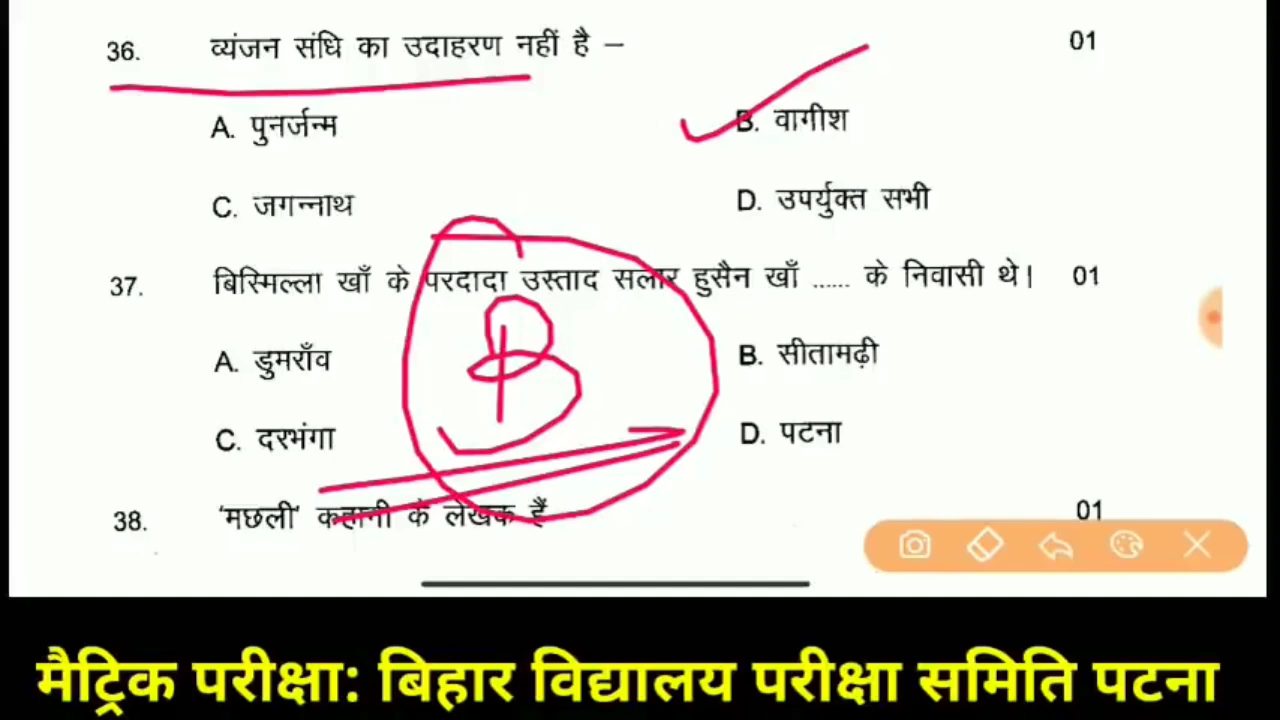 36. व्यंजन संधि का उदाहरण नहीं है – 01
A. पुनर्जन्म B. वागीश
C. जगन्नाथ D. उपर्युक्त सभी
37. बिस्मिल्ला खाँ के परदादा उस्ताद सलार हुसैन खाँ ...... के निवासी थे। 01
A. डुमराँव B. सीतामढ़ी
B
C. दरभंगा D. पटना
38. 'मछली' कहानी के लेखक हैं 01
मैट्रिक परीक्षा: बिहार विद्यालय परीक्षा समिति पटना